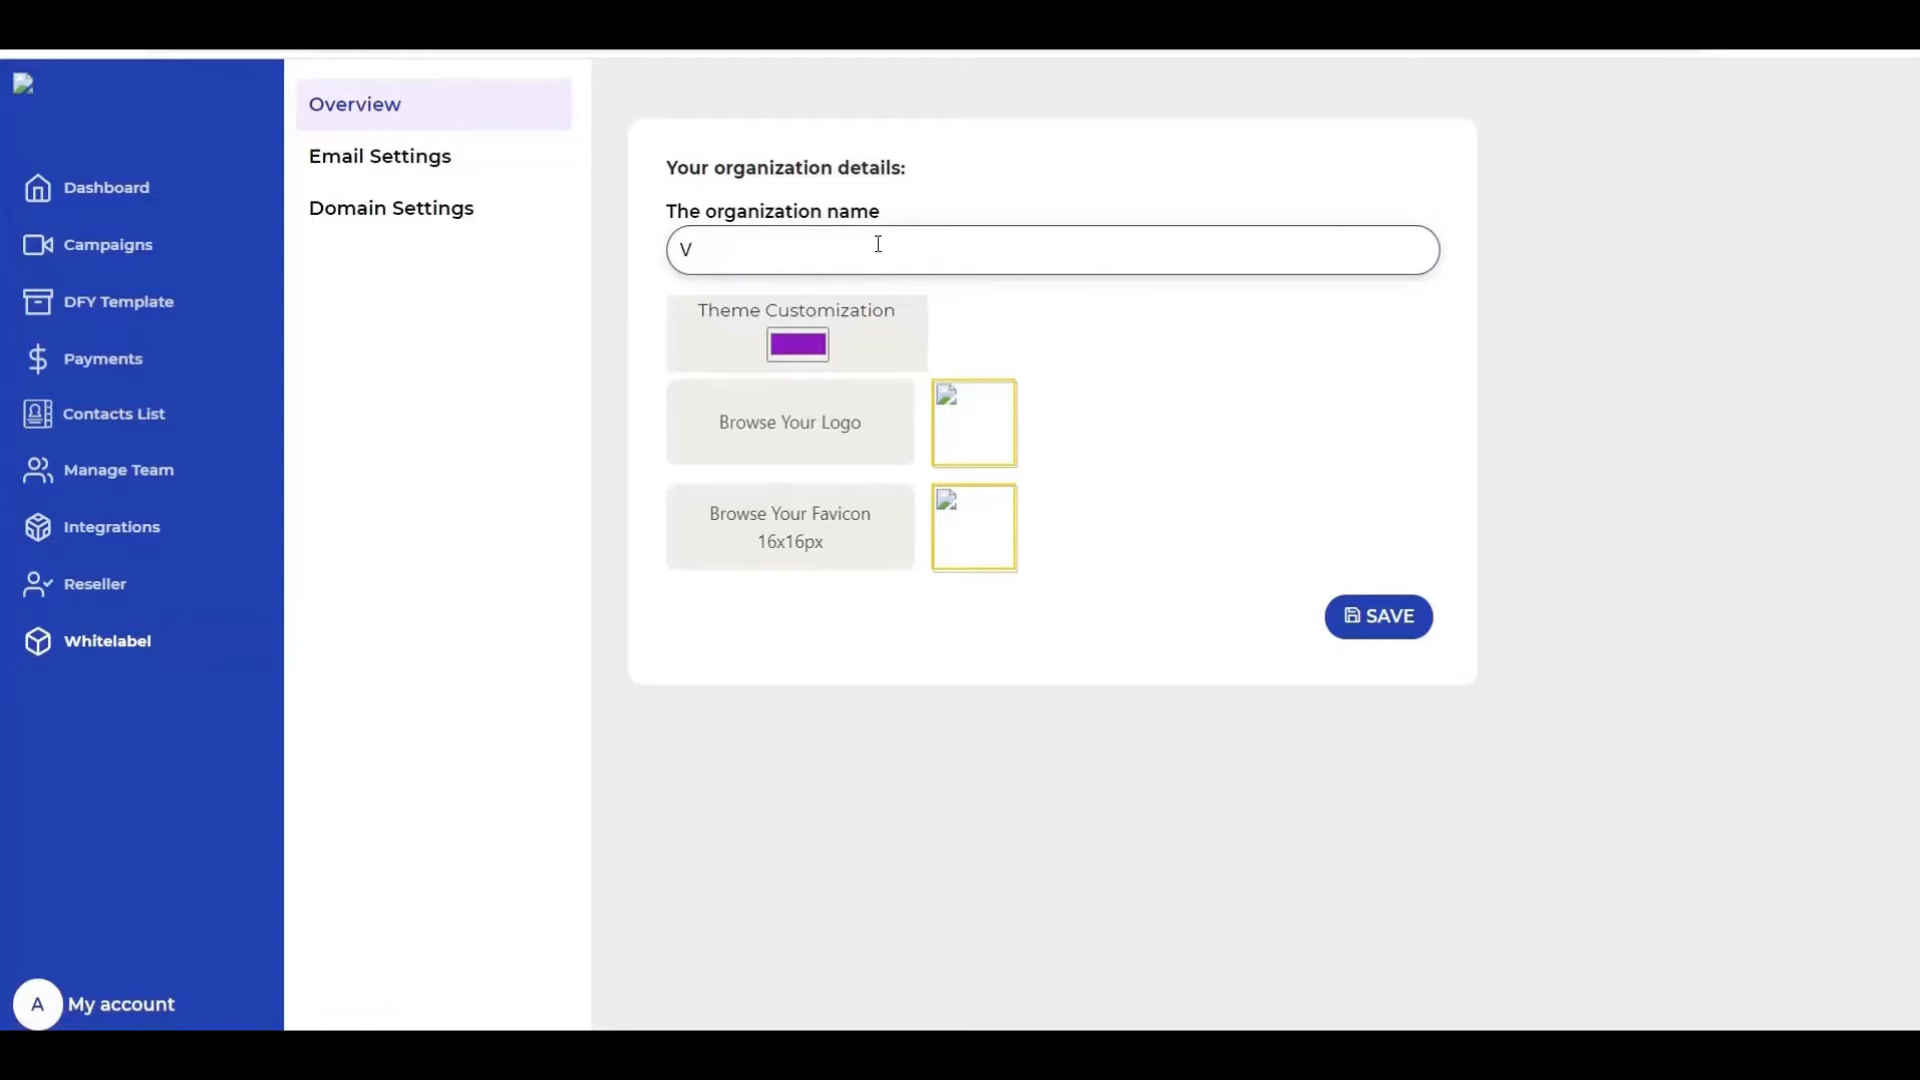 Dashboard
Campaigns
DFY Template
Payments
Contacts List
Manage Team
Integrations
Reseller
Whitelabel
A My account
Overview
Email Settings
Domain Settings
Your organization details:
The organization name
V
Theme Customization
Browse Your Logo
Browse Your Favicon
16x16px
SAVE